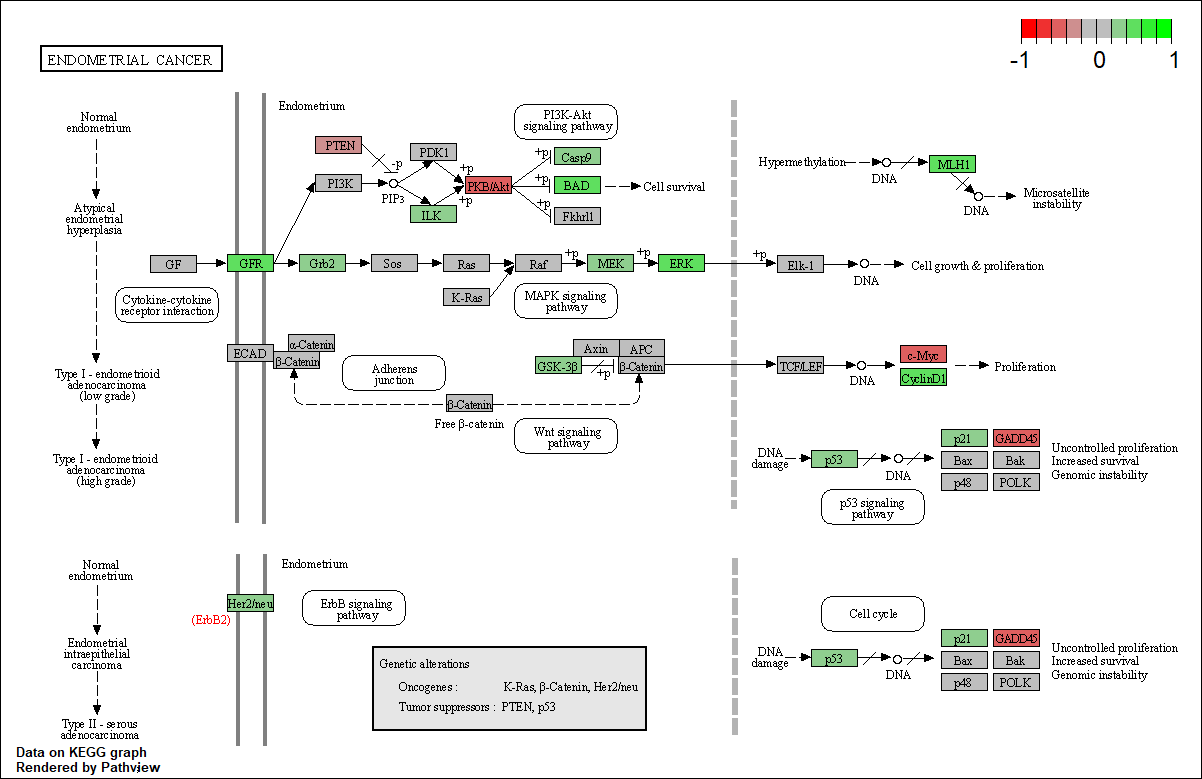 ENDOMETRIAL CANCER
-1 0 1
Normal
endometrium
Atypical
endometrial
hyperplasia
Type I - endometrioid
adenocarcinoma
(low grade)
Type I - endometrioid
adenocarcinoma
(high grade)
Endometrium
PTEN
PDK1
PI3K-Akt
signaling pathway
-p
+p
+p
Casp9
PI3K
PIP3
PKB/Akt
+p
BAD
Cell survival
ILK
+p
+p
Fkhrl1
Hypermethylation
DNA
MLH1
DNA
Microsatellite
instability
GF
GFR
Grb2
Sos
Ras
Raf
+p
MEK
+p
ERK
+p
Elk-1
DNA
Cell growth & proliferation
K-Ras
Cytokine-cytokine
receptor interaction
MAPK signaling
pathway
ECAD
α-Catenin
β-Catenin
Adherens
junction
Axin
APC
GSK-3β
+p
β-Catenin
β-Catenin
Free β-catenin
Wnt signaling
pathway
TCF/LEF
DNA
c-Myc
CyclinD1
Proliferation
DNA
damage
p53
DNA
p21
GADD45
Bax
Bak
p48
POLK
Uncontrolled proliferation
Increased survival
Genomic instability
p53 signaling
pathway
Normal
endometrium
Endometrial
intraepithelial
carcinoma
Type II - serous
adenocarcinoma
Endometrium
Her2/neu
(ErbB2)
ErbB signaling
pathway
Cell cycle
DNA
damage
p53
DNA
p21
GADD45
Bax
Bak
p48
POLK
Uncontrolled proliferation
Increased survival
Genomic instability
Genetic alterations
Oncogenes : K-Ras, β-Catenin, Her2/neu
Tumor suppressors : PTEN, p53
Data on KEGG graph
Rendered by Pathview